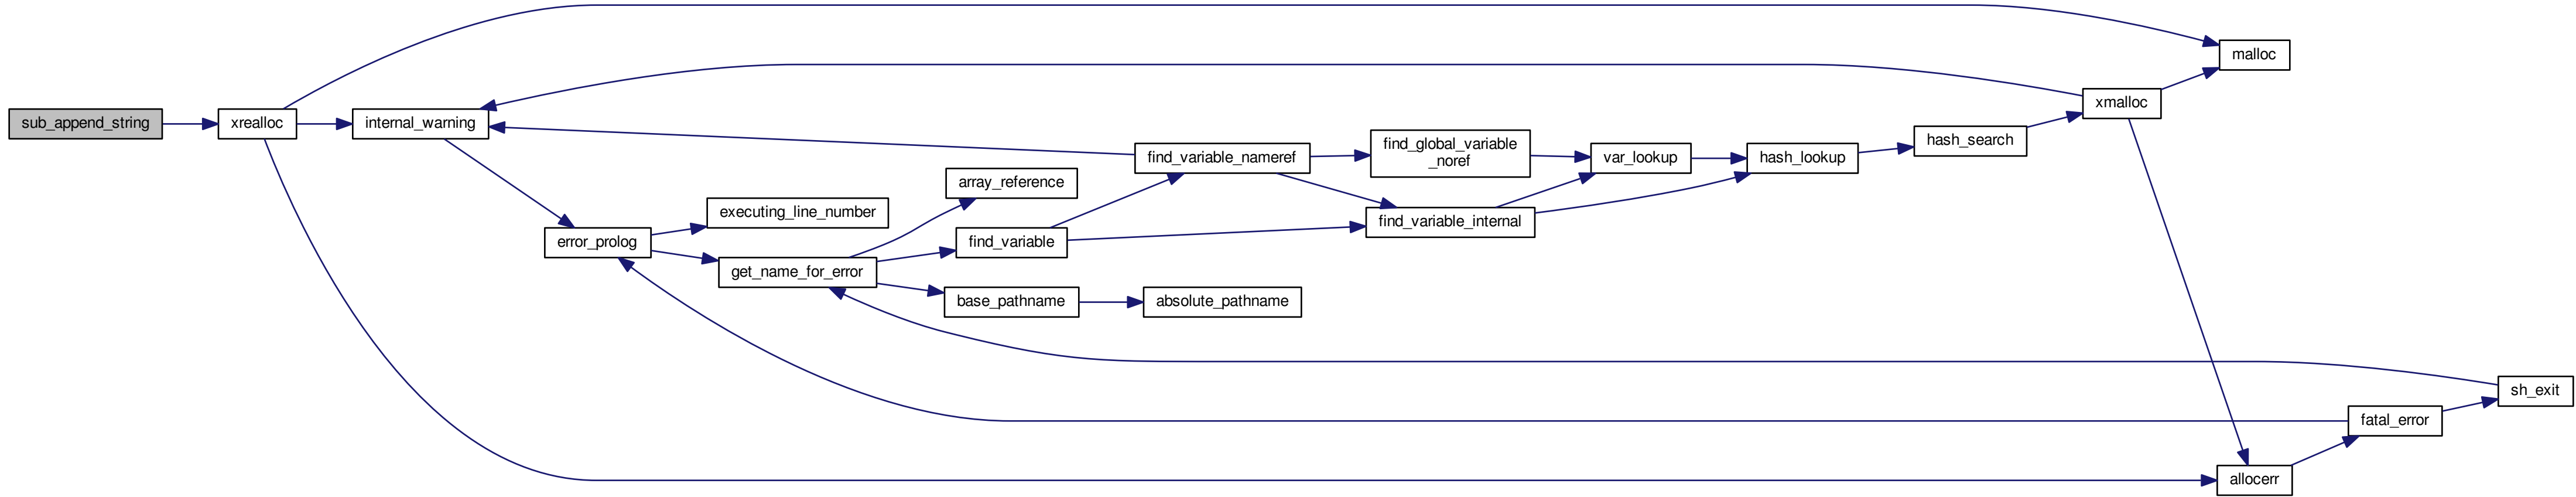 sub_append_string
xrealloc
internal_warning
error_prolog
executing_line_number
get_name_for_error
array_reference
find_variable
base_pathname
absolute_pathname
find_variable_nameref
find_global_variable
_noref
find_variable_internal
var_lookup
hash_lookup
hash_search
xmalloc
malloc
allocerr
fatal_error
sh_exit